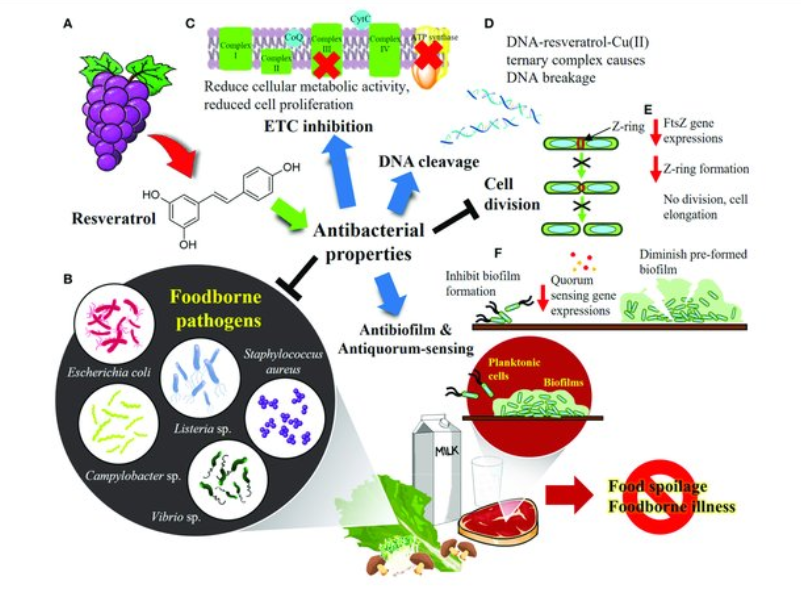 A
Resveratrol
HO
OH
OH
C
Complex
I
CoQ
Complex
II
Complex
III
CytC
Complex
IV
ATP synthase
Reduce cellular metabolic activity,
reduced cell proliferation
ETC inhibition
D
DNA-resveratrol-Cu(II)
ternary complex causes
DNA breakage
DNA cleavage
E
Z-ring
FtsZ gene
expressions
Z-ring formation
No division, cell
elongation
Cell
division
Antibacterial
properties
B
Foodborne
pathogens
Escherichia coli
Listeria sp.
Staphylococcus
aureus
Campylobacter sp.
Vibrio sp.
F
Inhibit biofilm
formation
Quorum
sensing gene
expressions
Diminish pre-formed
biofilm
Antibiofilm &
Antiquorum-sensing
Planktonic
cells
Biofilms
MILK
Food spoilage
Foodborne illness